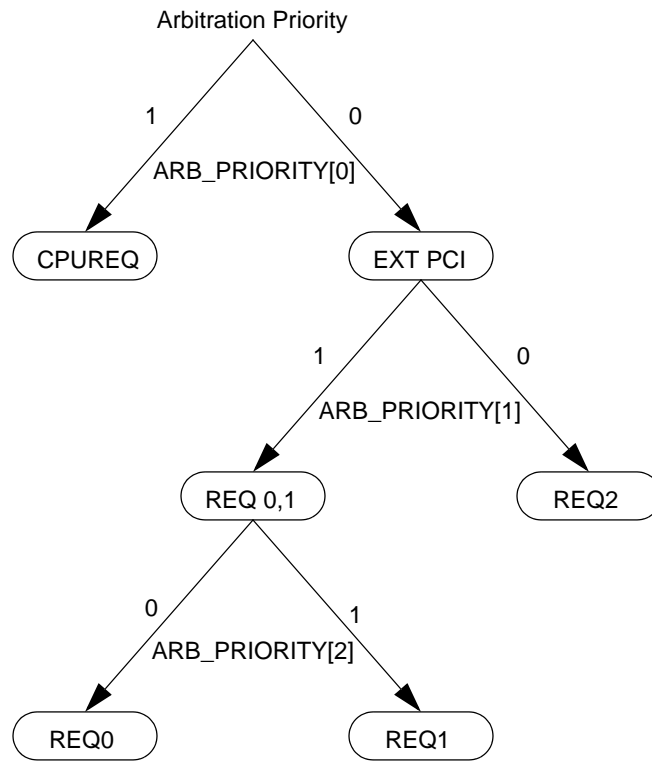 Arbitration Priority
1
0
ARB_PRIORITY[0]
CPUREQ
EXT PCI
1
0
ARB_PRIORITY[1]
REQ 0,1
REQ2
0
1
ARB_PRIORITY[2]
REQ0
REQ1